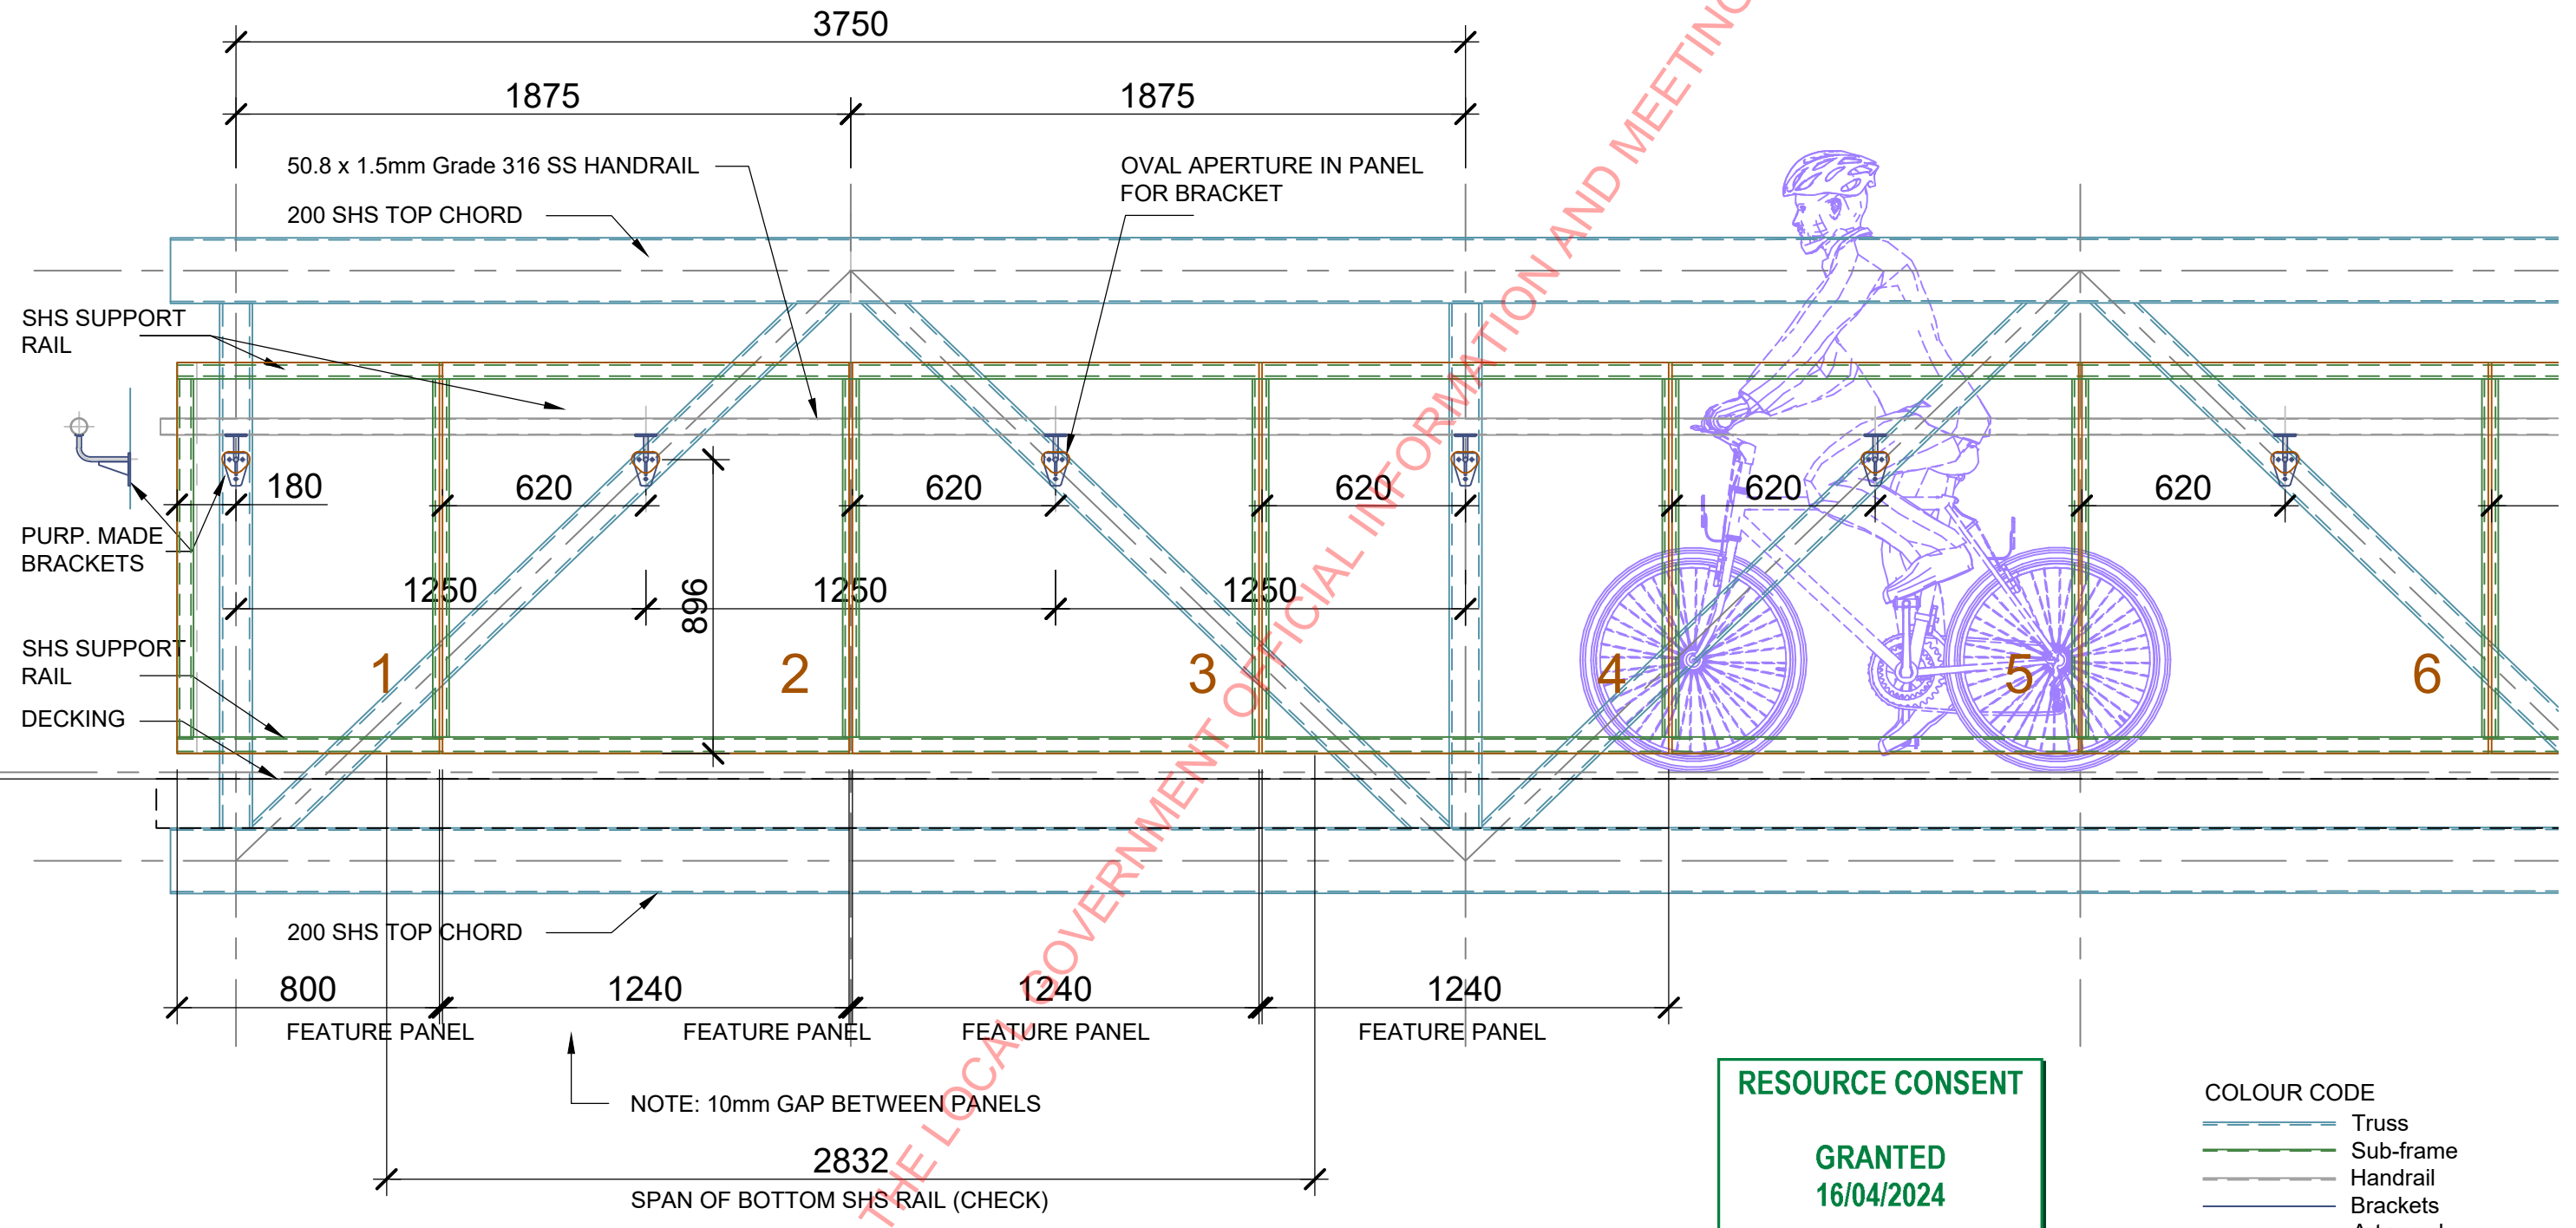 3750
1875
1875
50.8 x 1.5mm Grade 316 SS HANDRAIL
OVAL APERTURE IN PANEL
FOR BRACKET
200 SHS TOP CHORD
SHS SUPPORT
RAIL
180
620
620
620
620
620
PURP. MADE
BRACKETS
1250
1250
1250
896
SHS SUPPORT
RAIL
DECKING
1
2
3
4
5
6
200 SHS TOP CHORD
800
1240
1240
1240
FEATURE PANEL
FEATURE PANEL
FEATURE PANEL
FEATURE PANEL
NOTE: 10mm GAP BETWEEN PANELS
2832
SPAN OF BOTTOM SHS RAIL (CHECK)
THE LOCAL GOVERNMENT OFFICIAL INFORMATION AND MEETING
RESOURCE CONSENT
GRANTED
16/04/2024
COLOUR CODE
Truss
Sub-frame
Handrail
Brackets